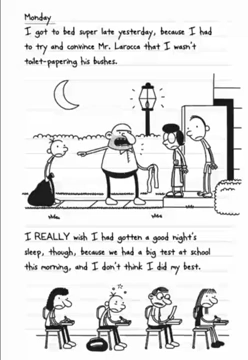 Monday
I got to bed super late yesterday, because I had
to try and convince Mr. Larocca that I wasn't
toilet-papering his bushes.
I REALLY wish I had gotten a good night's
sleep, though, because we had a big test at school
this morning, and I don't think I did my best.